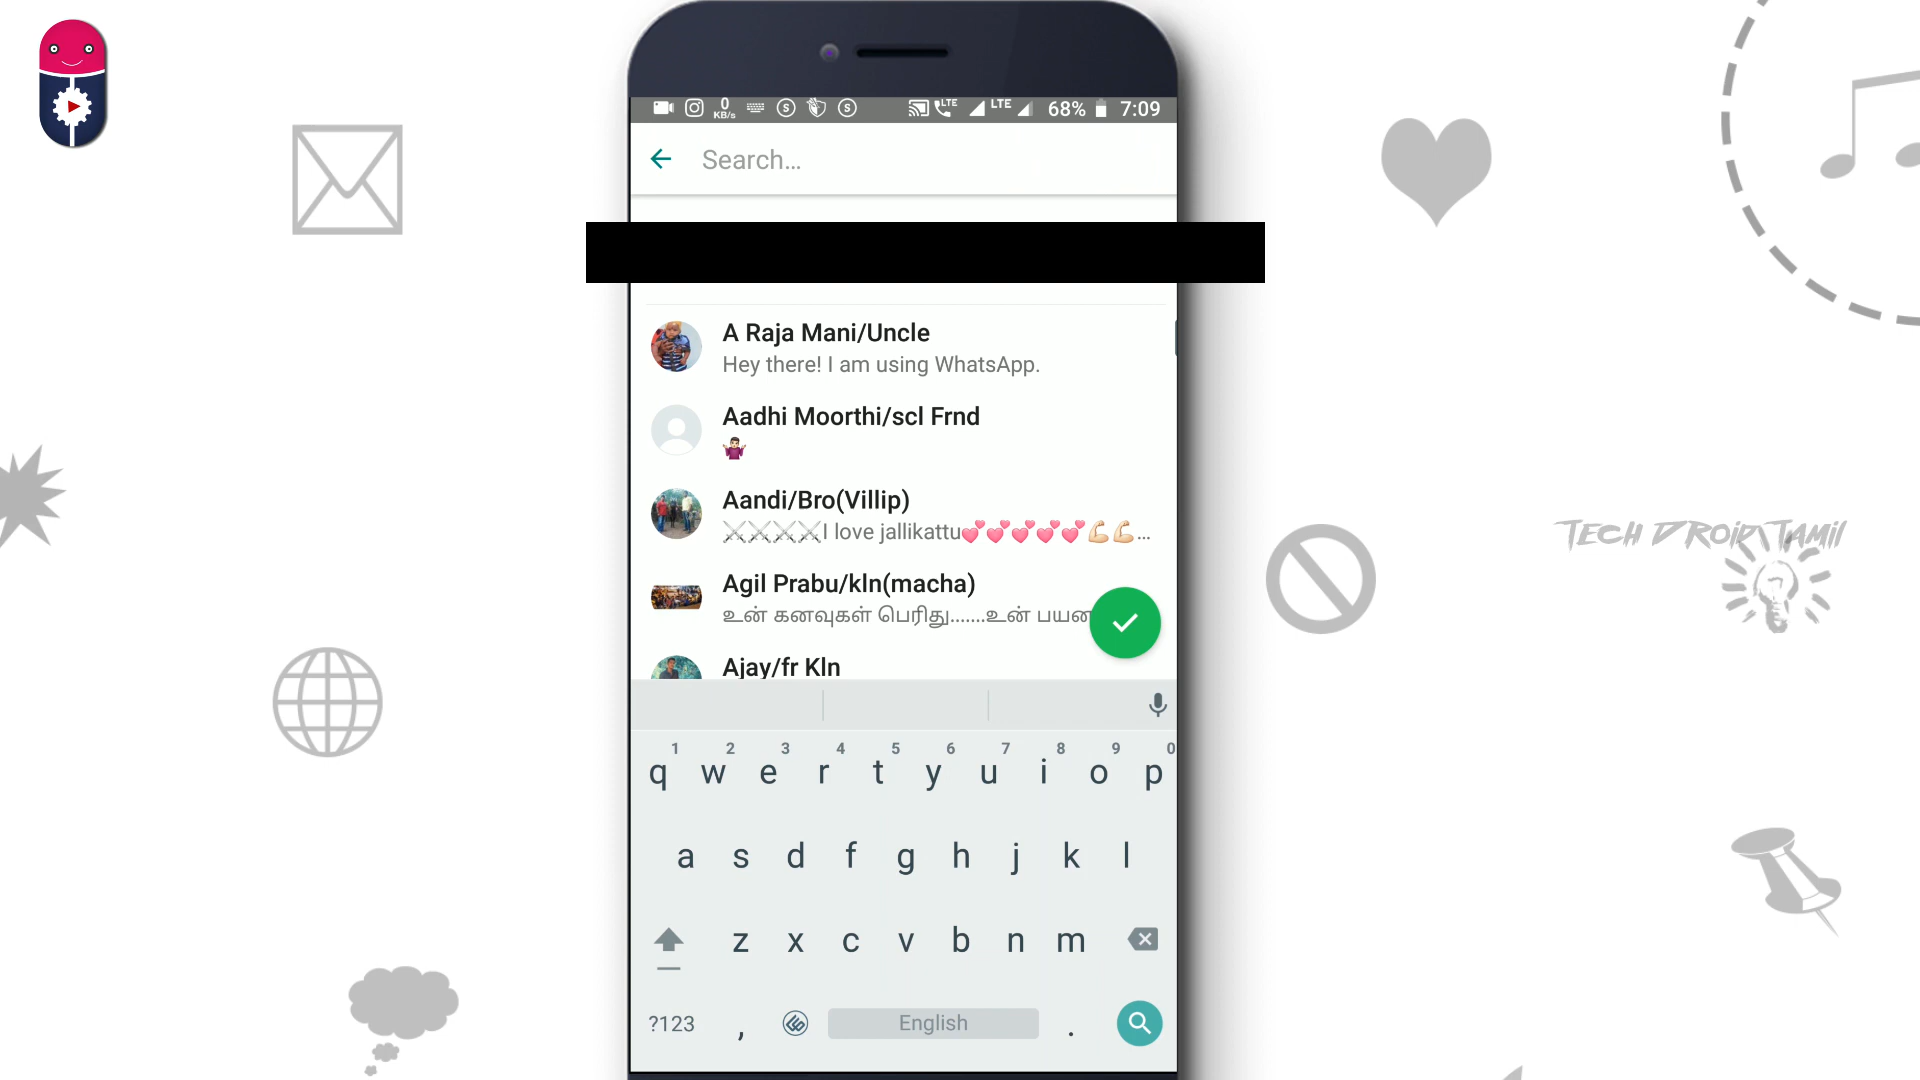 0
KB/s
LTE
LTE
68%
7:09
Search...
A Raja Mani/Uncle
Hey there! I am using WhatsApp.
Aadhi Moorthi/scl Frnd
🤷🏻‍♂️
Aandi/Bro(Villip)
⚔⚔⚔⚔I love jallikattu💕💕💕💕💕💪🏻💪🏻...
Agil Prabu/kln(macha)
உன் கனவுகள் பெரிது.......உன் பயண
Ajay/fr Kln
TECH DROID TAMIL
1 2 3 4 5 6 7 8 9 0
q w e r t y u i o p
a s d f g h j k l
z x c v b n m
?123 , English .